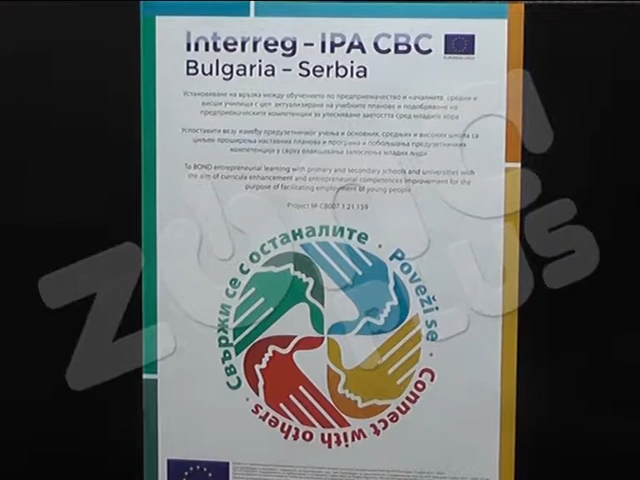 Interreg – IPA CBC
EUROPEAN UNION
Bulgaria – Serbia
Установяване на връзка между обучението по предприемачество и началните, средни и
висши училища с цел актуализиране на учебните планове и подобряване на
предприемаческите компетенции за улесняване заетостта сред младите хора
Успоставити везу између предузетничког учења и основних, средњих и високих школа са
циљем проширења наставних планова и програма и побољшања предузетничких
компетенција у сврху олакшавања запослења младих људи
To BOND entrepreneurial learning with primary and secondary schools and universities with
the aim of curricula enhancement and entrepreneurial competences improvement for the
purpose of facilitating employment of young people
Project № CB007.1.21.159
Свържи се с останалите · Poveži se · Connect with others ·
Plus